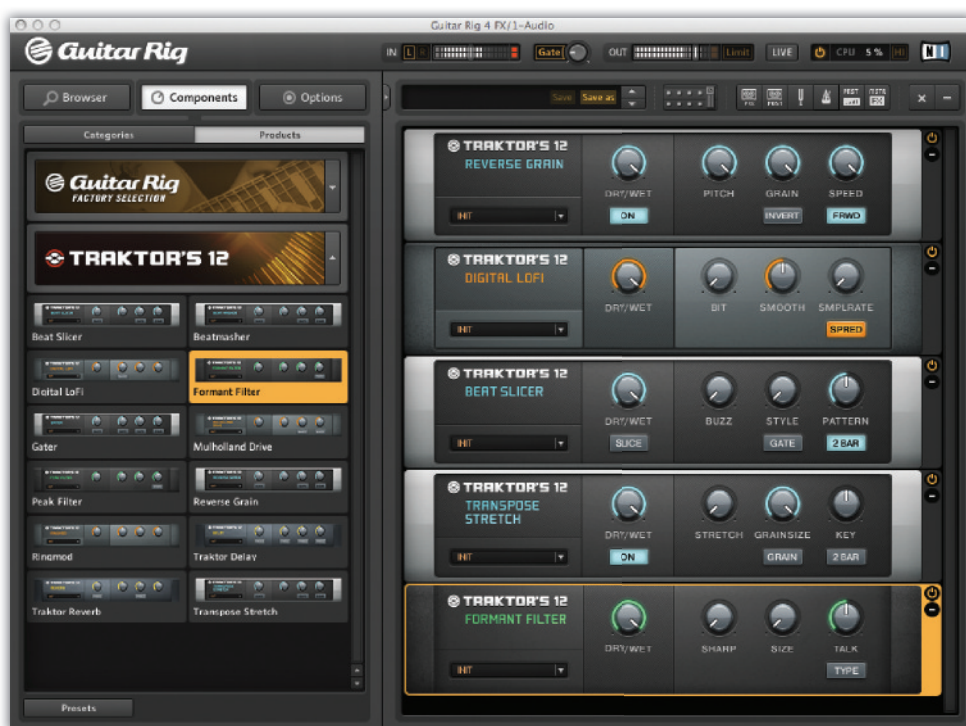 Guitar Rig 4 FX/1-Audio
Guitar Rig
IN L R Gate OUT Limit LIVE CPU 5 % HI NI
Browser Components Options
Save Save as
Categories Products
Guitar Rig
FACTORY SELECTION
TRAKTOR'S 12
Beat Slicer Beatmasher
Digital LoFi Formant Filter
Gater Mulholland Drive
Peak Filter Reverse Grain
Ringmod Traktor Delay
Traktor Reverb Transpose Stretch
Presets
TRAKTOR'S 12
REVERSE GRAIN
DRY/WET PITCH GRAIN SPEED
INIT ON INVERT FRWD
TRAKTOR'S 12
DIGITAL LOFI
DRY/WET BIT SMOOTH SMPLRATE
INIT SPRED
TRAKTOR'S 12
BEAT SLICER
DRY/WET BUZZ STYLE PATTERN
INIT SLICE GATE 2 BAR
TRAKTOR'S 12
TRANSPOSE
STRETCH
DRY/WET STRETCH GRAINSIZE KEY
INIT ON GRAIN 2 BAR
TRAKTOR'S 12
FORMANT FILTER
DRY/WET SHARP SIZE TALK
INIT TYPE